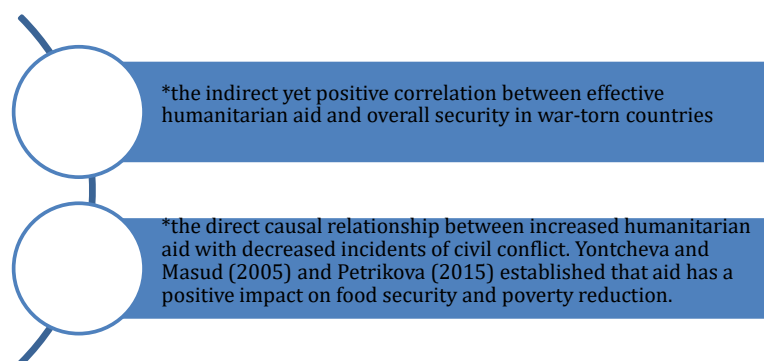 *the indirect yet positive correlation between effective
humanitarian aid and overall security in war-torn countries
*the direct causal relationship between increased humanitarian
aid with decreased incidents of civil conflict. Yontcheva and
Masud (2005) and Petrikova (2015) established that aid has a
positive impact on food security and poverty reduction.